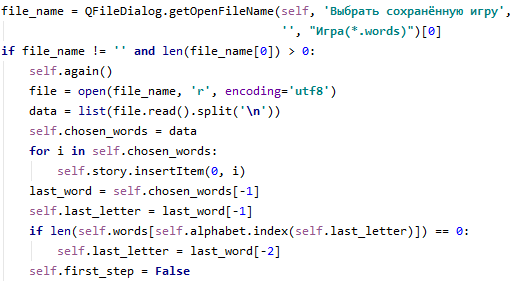 file_name = QFileDialog.getOpenFileName(self, 'Выбрать сохранённую игру',
                                        '', "Игра(*.words)")[0]
if file_name != '' and len(file_name[0]) > 0:
    self.again()
    file = open(file_name, 'r', encoding='utf8')
    data = list(file.read().split('\n'))
    self.chosen_words = data
    for i in self.chosen_words:
        self.story.insertItem(0, i)
    last_word = self.chosen_words[-1]
    self.last_letter = last_word[-1]
    if len(self.words[self.alphabet.index(self.last_letter)]) == 0:
        self.last_letter = last_word[-2]
    self.first_step = False